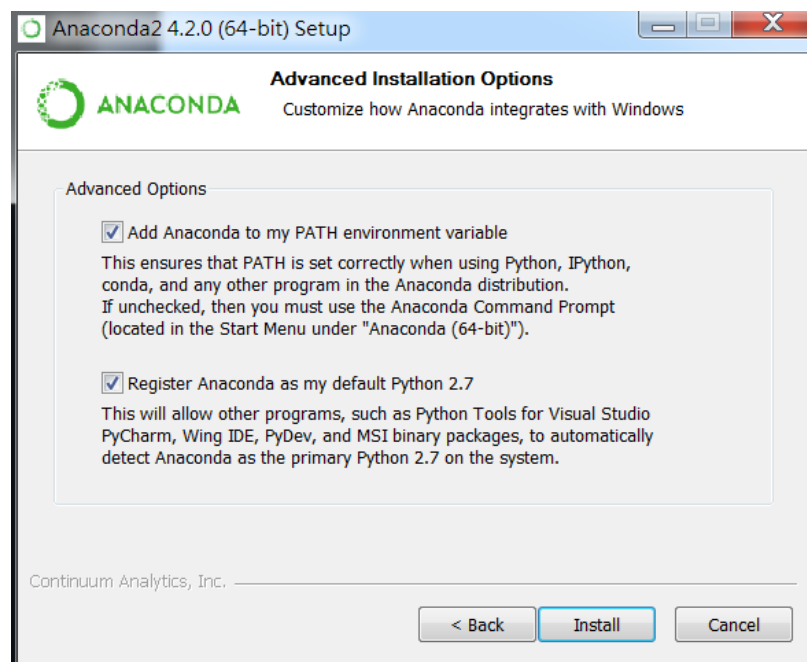 Anaconda2 4.2.0 (64-bit) Setup
Advanced Installation Options
ANACONDA
Customize how Anaconda integrates with Windows
Advanced Options
Add Anaconda to my PATH environment variable
This ensures that PATH is set correctly when using Python, IPython,
conda, and any other program in the Anaconda distribution.
If unchecked, then you must use the Anaconda Command Prompt
(located in the Start Menu under "Anaconda (64-bit)").
Register Anaconda as my default Python 2.7
This will allow other programs, such as Python Tools for Visual Studio
PyCharm, Wing IDE, PyDev, and MSI binary packages, to automatically
detect Anaconda as the primary Python 2.7 on the system.
Continuum Analytics, Inc.
< Back Install Cancel